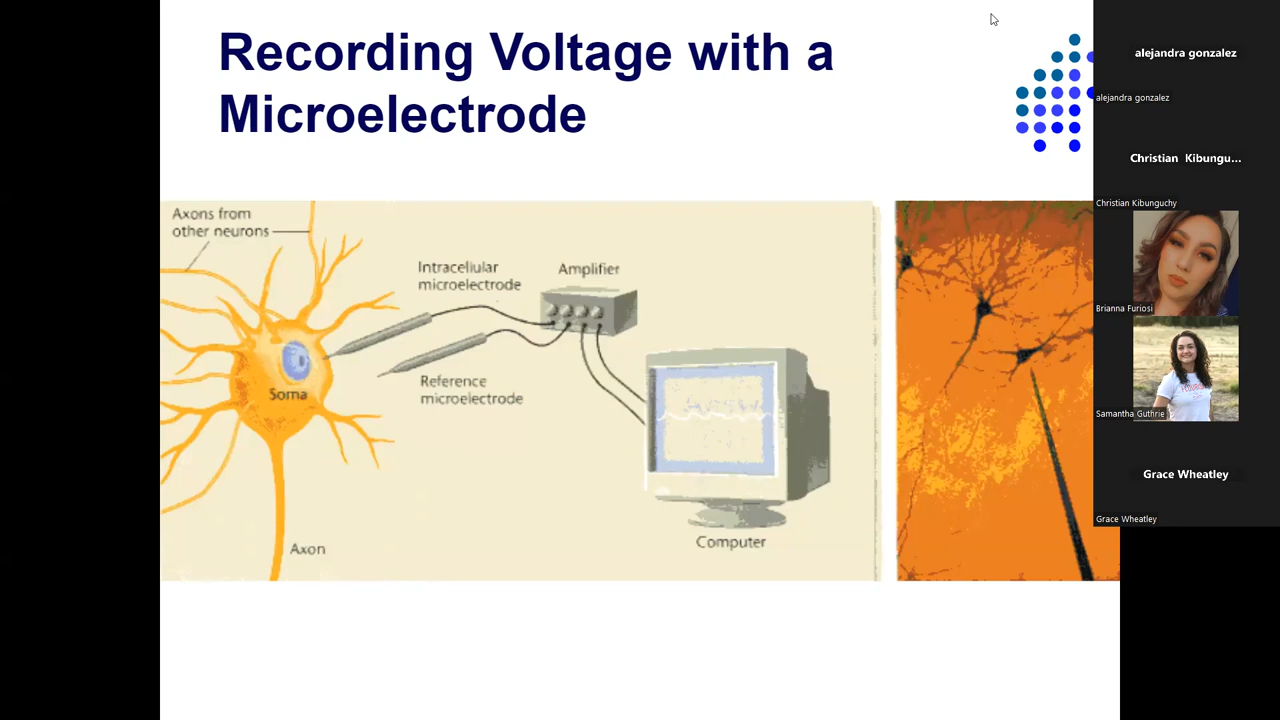 Recording Voltage with a
Microelectrode
Axons from
other neurons
Intracellular
microelectrode
Amplifier
Soma
Reference
microelectrode
Axon
Computer
alejandra gonzalez
alejandra gonzalez
Christian Kibungu...
Christian Kibunguchy
Brianna Furiosi
Samantha Guthrie
Grace Wheatley
Grace Wheatley